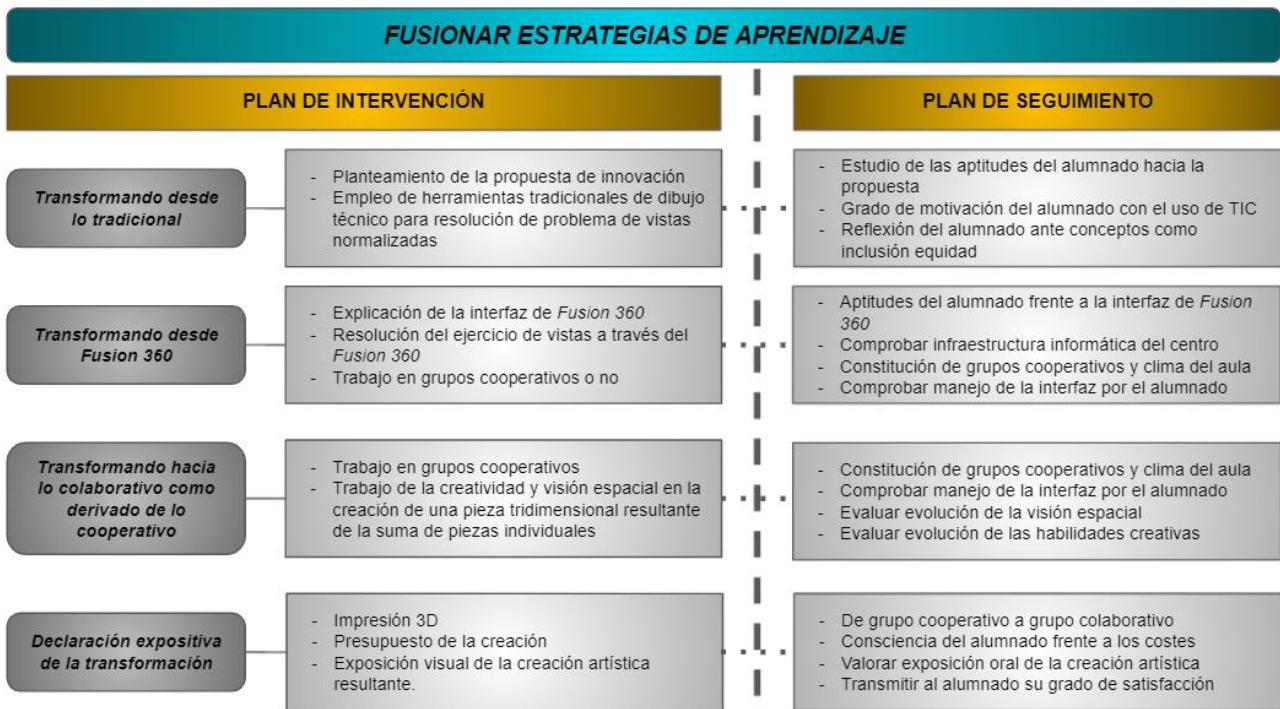 FUSIONAR ESTRATEGIAS DE APRENDIZAJE
PLAN DE INTERVENCIÓN
PLAN DE SEGUIMIENTO
Transformando desde
lo tradicional
- Planteamiento de la propuesta de innovación
- Empleo de herramientas tradicionales de dibujo
técnico para resolución de problema de vistas
normalizadas
- Estudio de las aptitudes del alumnado hacia la
propuesta
- Grado de motivación del alumnado con el uso de TIC
- Reflexión del alumnado ante conceptos como
inclusión equidad
Transformando desde
Fusion 360
- Explicación de la interfaz de Fusion 360
- Resolución del ejercicio de vistas a través del
Fusion 360
- Trabajo en grupos cooperativos o no
- Aptitudes del alumnado frente a la interfaz de Fusion
360
- Comprobar infraestructura informática del centro
- Constitución de grupos cooperativos y clima del aula
- Comprobar manejo de la interfaz por el alumnado
Transformando hacia
lo colaborativo como
derivado de lo
cooperativo
- Trabajo en grupos cooperativos
- Trabajo de la creatividad y visión espacial en la
creación de una pieza tridimensional resultante
de la suma de piezas individuales
- Constitución de grupos cooperativos y clima del aula
- Comprobar manejo de la interfaz por el alumnado
- Evaluar evolución de la visión espacial
- Evaluar evolución de las habilidades creativas
Declaración expositiva
de la transformación
- Impresión 3D
- Presupuesto de la creación
- Exposición visual de la creación artística
resultante.
- De grupo cooperativo a grupo colaborativo
- Consciencia del alumnado frente a los costes
- Valorar exposición oral de la creación artística
- Transmitir al alumnado su grado de satisfacción